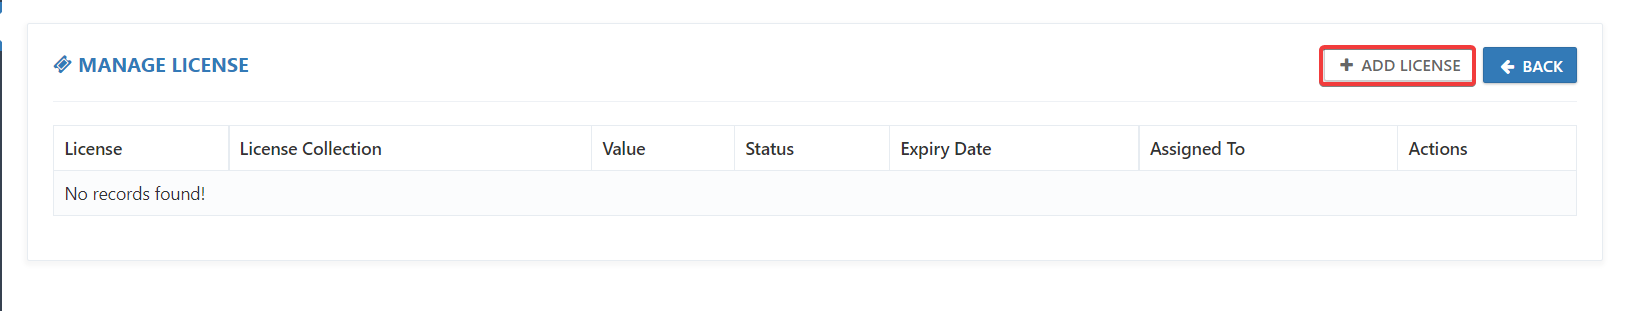 MANAGE LICENSE
ADD LICENSE
BACK
License License Collection Value Status Expiry Date Assigned To Actions
No records found!